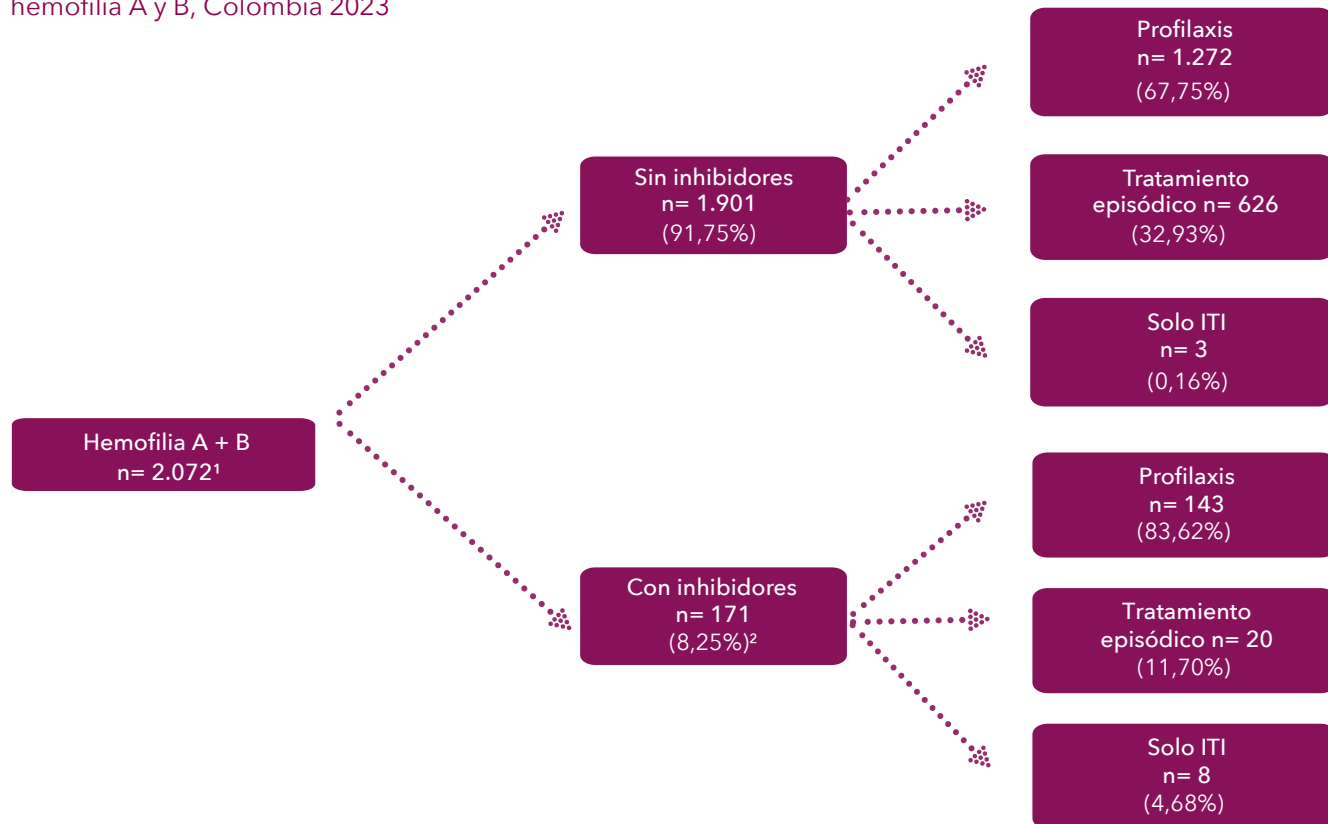 hemofilia A y B, Colombia 2023
Profilaxis
n= 1.272
(67,75%)
Sin inhibidores
n= 1.901
(91,75%)
Tratamiento
episódico n= 626
(32,93%)
Solo ITI
n= 3
(0,16%)
Hemofilia A + B
n= 2.072¹
Profilaxis
n= 143
(83,62%)
Con inhibidores
n= 171
(8,25%)²
Tratamiento
episódico n= 20
(11,70%)
Solo ITI
n= 8
(4,68%)